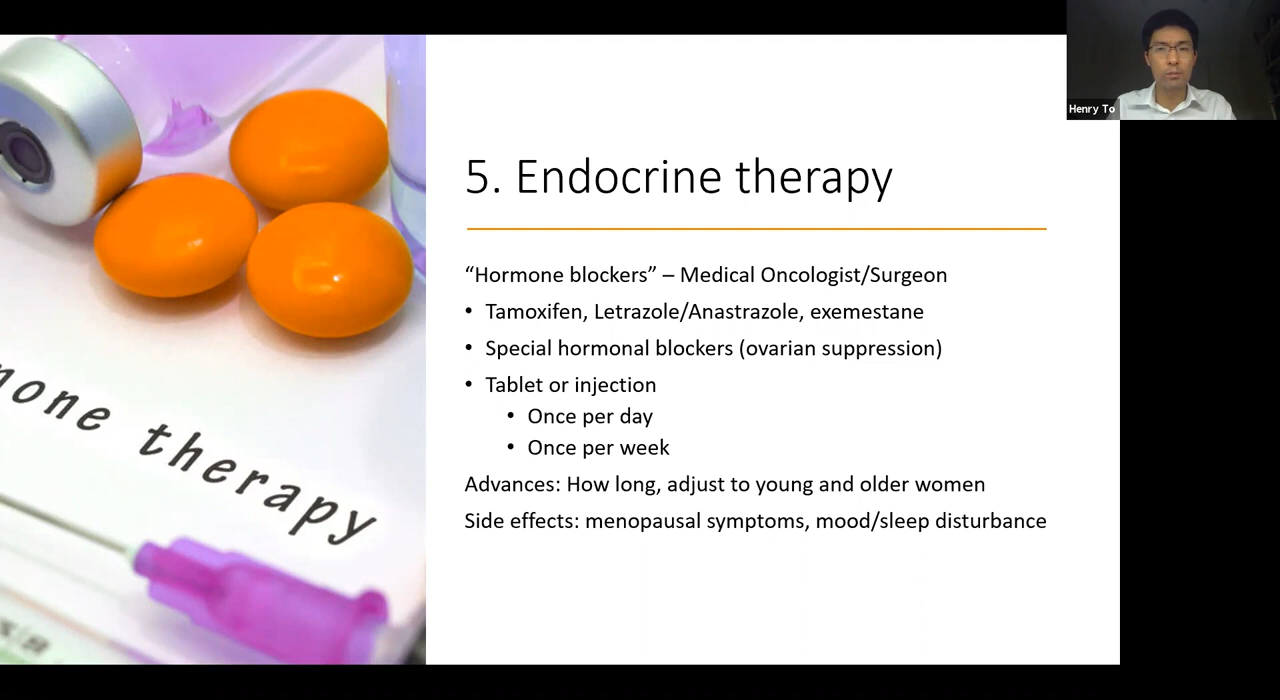 Henry To
5. Endocrine therapy
“Hormone blockers” – Medical Oncologist/Surgeon
• Tamoxifen, Letrazole/Anastrazole, exemestane
• Special hormonal blockers (ovarian suppression)
• Tablet or injection
• Once per day
• Once per week
Advances: How long, adjust to young and older women
Side effects: menopausal symptoms, mood/sleep disturbance
mone therapy